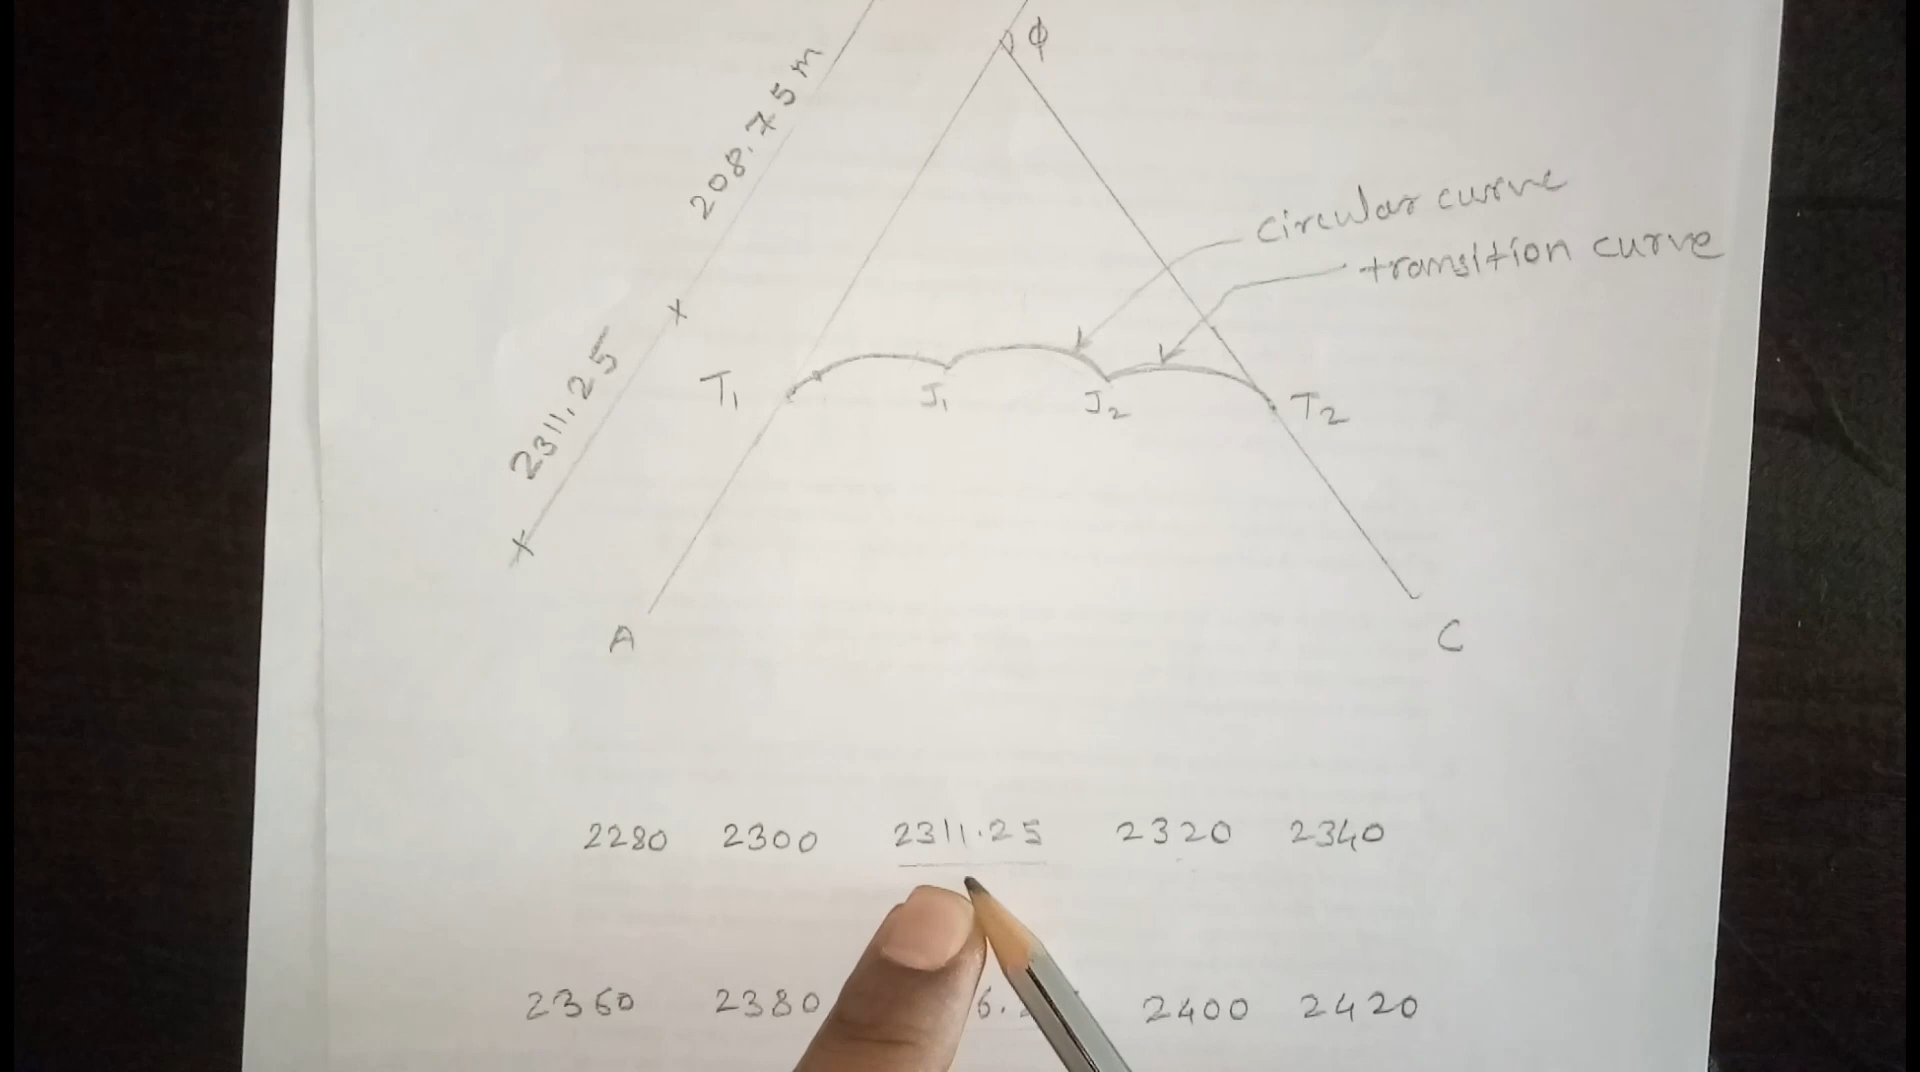 ϕ
208.75 m
circular curve
transition curve
2311.25
T1
J1
J2
T2
A
C
2280 2300 2311.25 2320 2340
2360 2380 2400 2420